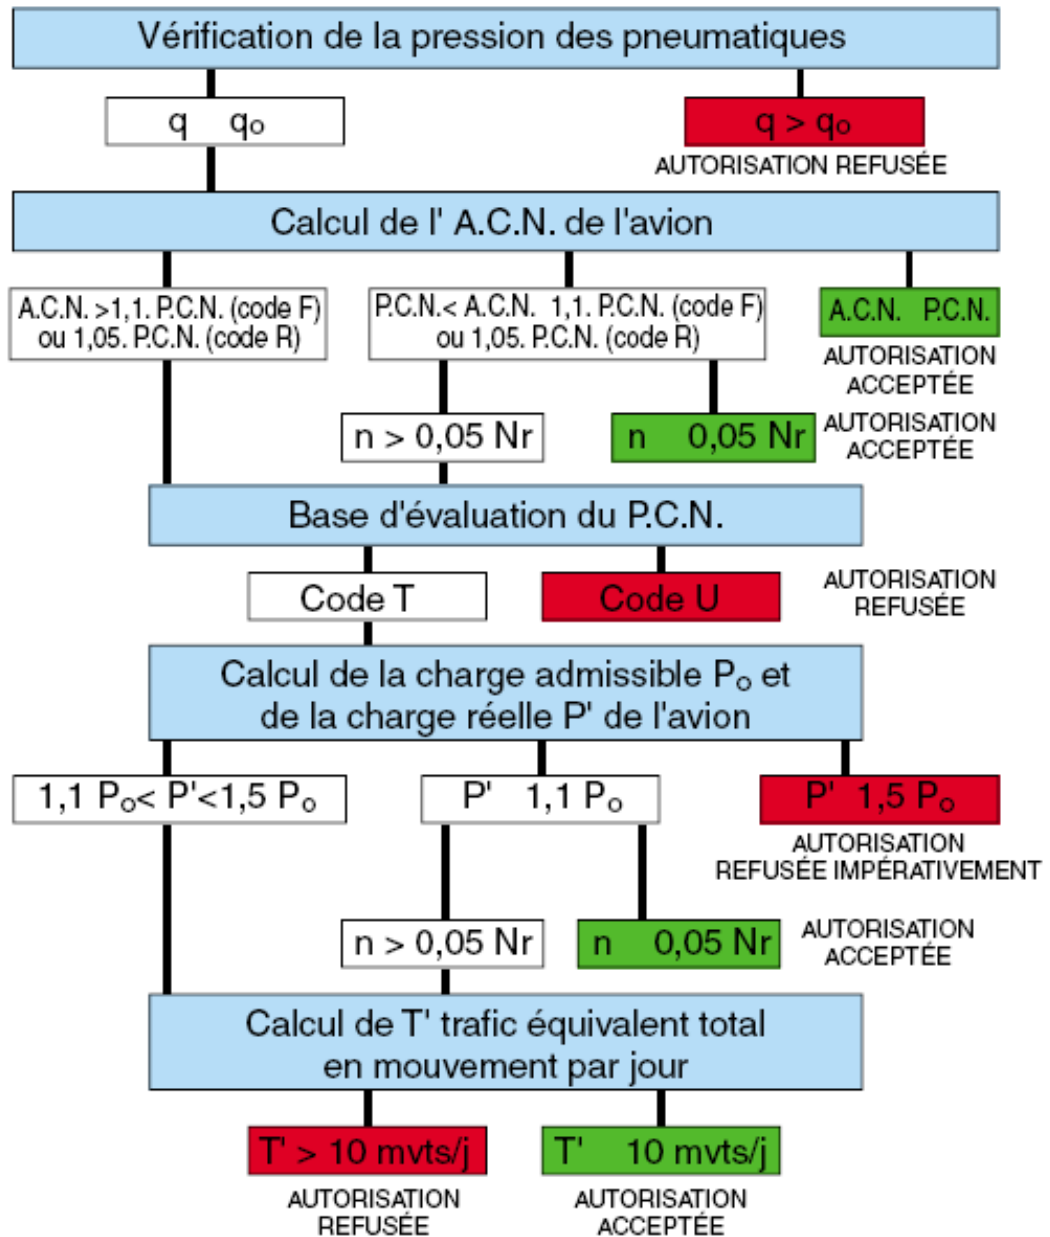 Vérification de la pression des pneumatiques
q qo
q > qo
AUTORISATION REFUSÉE
Calcul de l' A.C.N. de l'avion
A.C.N. >1,1. P.C.N. (code F)
ou 1,05. P.C.N. (code R)
P.C.N.< A.C.N. 1,1. P.C.N. (code F)
ou 1,05. P.C.N. (code R)
A.C.N. P.C.N.
AUTORISATION
ACCEPTÉE
n > 0,05 Nr
n 0,05 Nr
AUTORISATION
ACCEPTÉE
Base d'évaluation du P.C.N.
Code T
Code U
AUTORISATION
REFUSÉE
Calcul de la charge admissible Po et
de la charge réelle P' de l'avion
1,1 Po< P'<1,5 Po
P' 1,1 Po
P' 1,5 Po
AUTORISATION
REFUSÉE IMPÉRATIVEMENT
n > 0,05 Nr
n 0,05 Nr
AUTORISATION
ACCEPTÉE
Calcul de T' trafic équivalent total
en mouvement par jour
T' > 10 mvts/j
T' 10 mvts/j
AUTORISATION
REFUSÉE
AUTORISATION
ACCEPTÉE